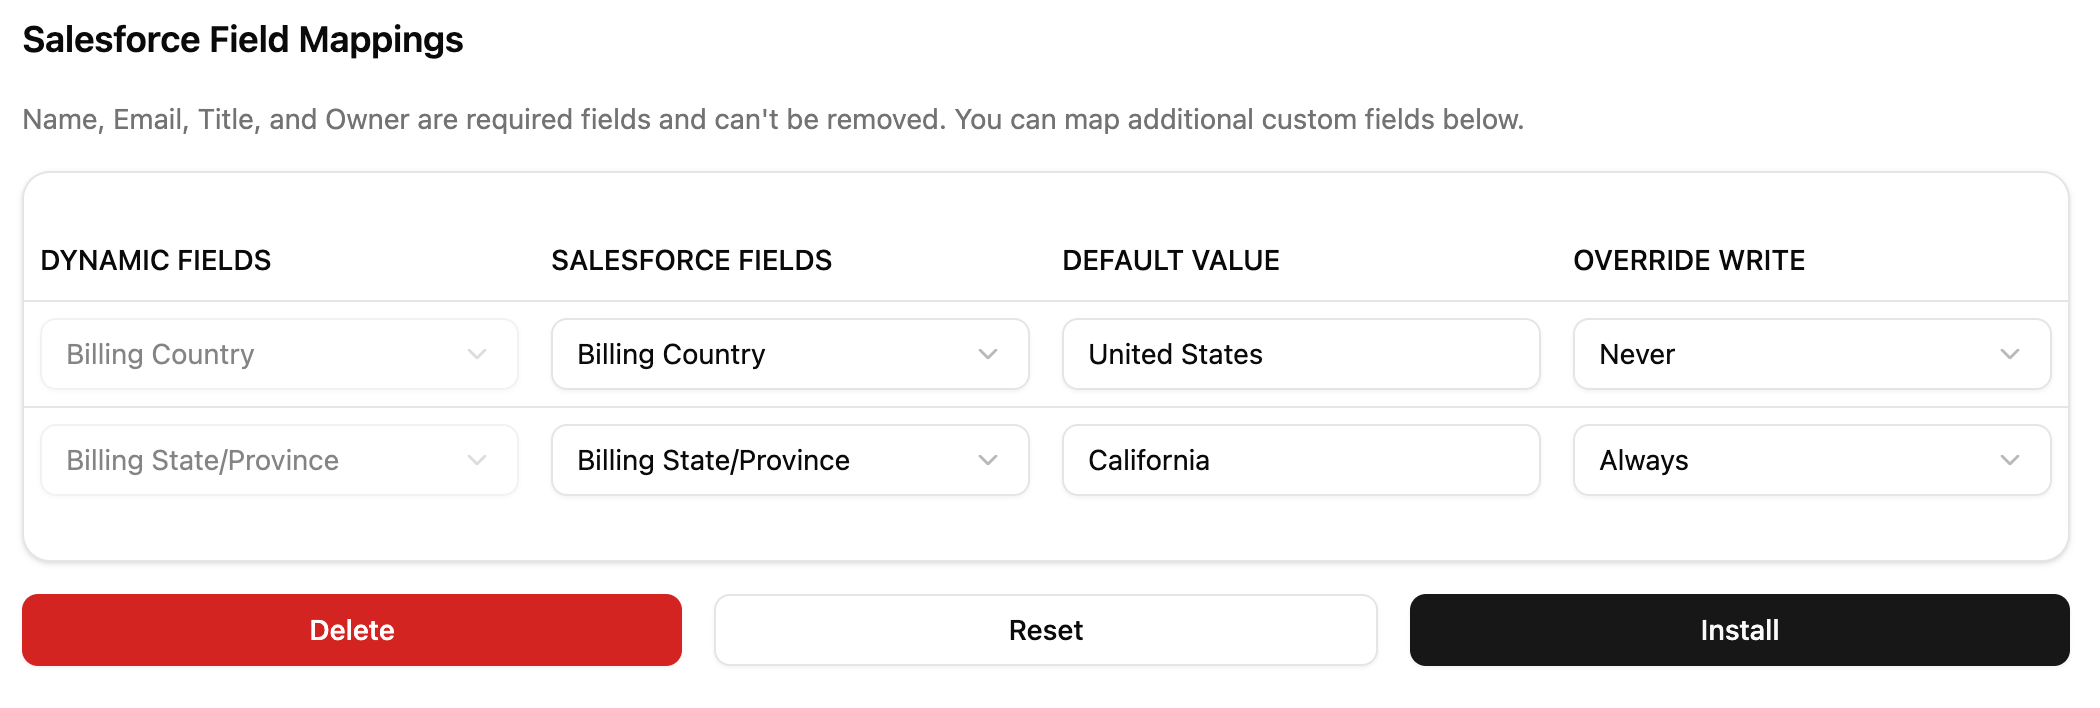 Salesforce Field Mappings
Name, Email, Title, and Owner are required fields and can't be removed. You can map additional custom fields below.
DYNAMIC FIELDS SALESFORCE FIELDS DEFAULT VALUE OVERRIDE WRITE
Billing Country Billing Country United States Never
Billing State/Province Billing State/Province California Always
Delete Reset Install